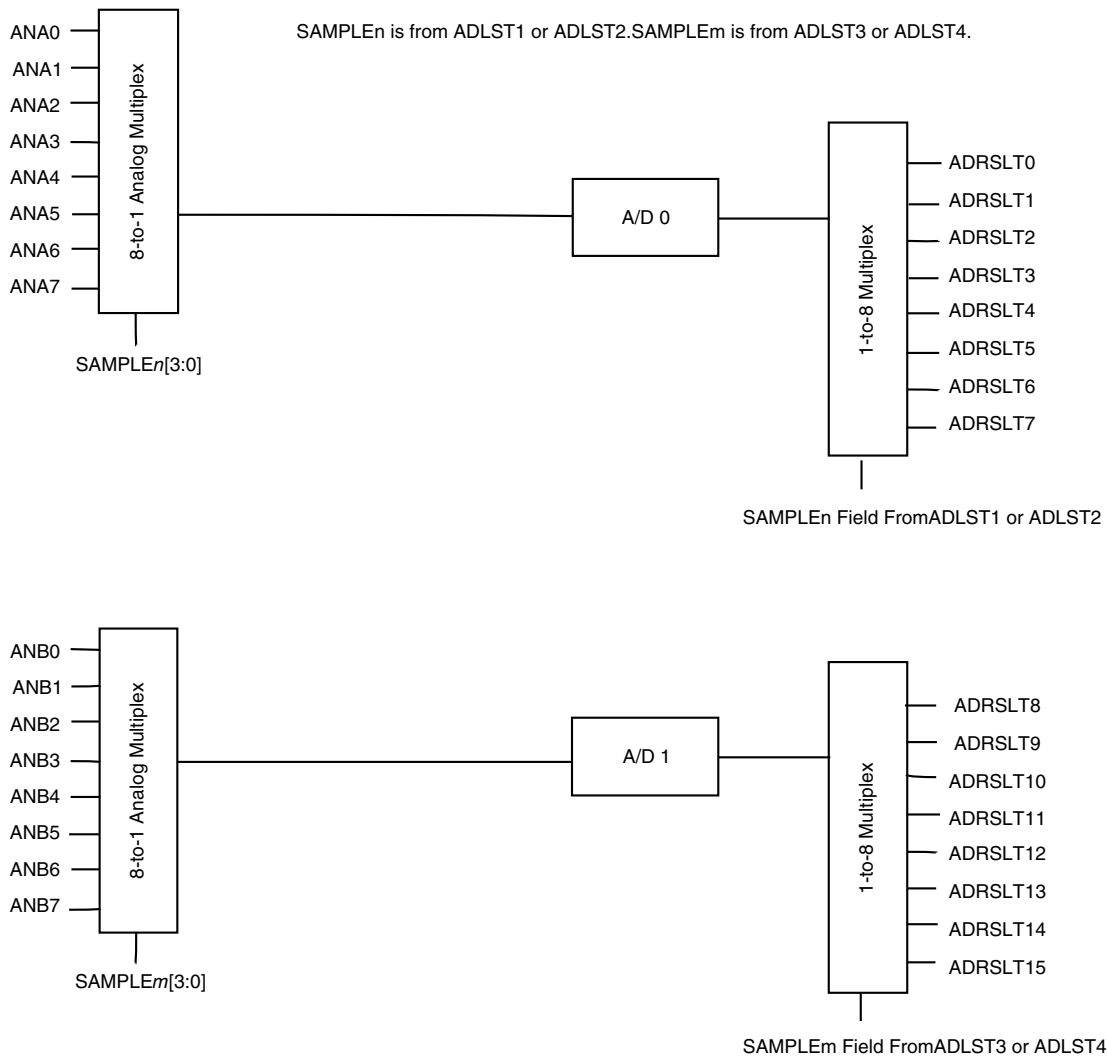 SAMPLEn is from ADLST1 or ADLST2.SAMPLEm is from ADLST3 or ADLST4.
ANA0
ANA1
ANA2
ANA3
ANA4
ANA5
ANA6
ANA7
8-to-1 Analog Multiplex
SAMPLEn[3:0]
A/D 0
1-to-8 Multiplex
ADRSLT0
ADRSLT1
ADRSLT2
ADRSLT3
ADRSLT4
ADRSLT5
ADRSLT6
ADRSLT7
SAMPLEn Field FromADLST1 or ADLST2
ANB0
ANB1
ANB2
ANB3
ANB4
ANB5
ANB6
ANB7
8-to-1 Analog Multiplex
SAMPLEm[3:0]
A/D 1
1-to-8 Multiplex
ADRSLT8
ADRSLT9
ADRSLT10
ADRSLT11
ADRSLT12
ADRSLT13
ADRSLT14
ADRSLT15
SAMPLEm Field FromADLST3 or ADLST4